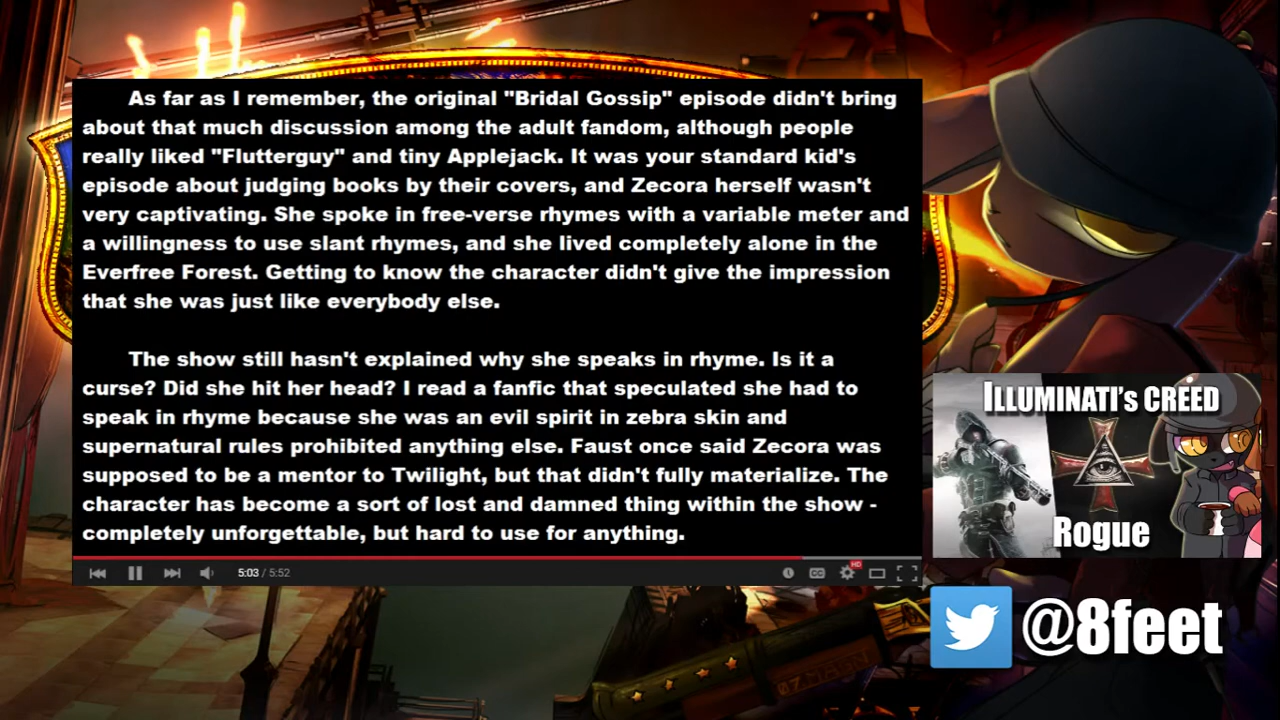 As far as I remember, the original "Bridal Gossip" episode didn't bring
about that much discussion among the adult fandom, although people
really liked "Flutterguy" and tiny Applejack. It was your standard kid's
episode about judging books by their covers, and Zecora herself wasn't
very captivating. She spoke in free-verse rhymes with a variable meter and
a willingness to use slant rhymes, and she lived completely alone in the
Everfree Forest. Getting to know the character didn't give the impression
that she was just like everybody else.
The show still hasn't explained why she speaks in rhyme. Is it a
curse? Did she hit her head? I read a fanfic that speculated she had to
speak in rhyme because she was an evil spirit in zebra skin and
supernatural rules prohibited anything else. Faust once said Zecora was
supposed to be a mentor to Twilight, but that didn't fully materialize. The
character has become a sort of lost and damned thing within the show -
completely unforgettable, but hard to use for anything.
5:03 / 5:52
CC
HD
ILLUMINATI's CREED
Rogue
@8feet